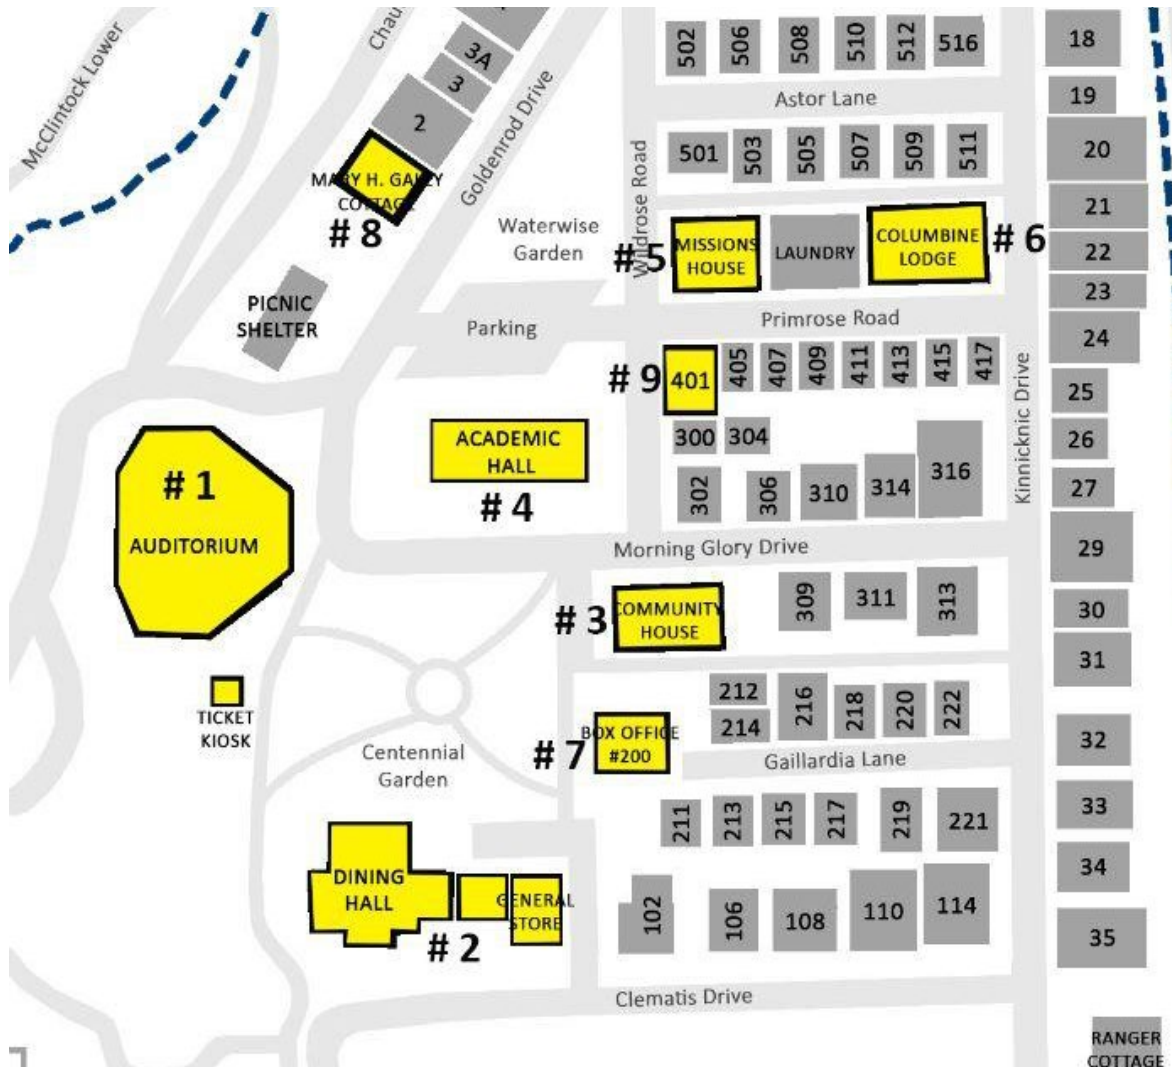 McClintock Lower
Chau
3A
3
2
Goldenrod Drive
MARY H. GALEY
COTTAGE
# 8
PICNIC
SHELTER
Waterwise
Garden
Parking
Wildrose Road
502
506
508
510
512
516
Astor Lane
501
503
505
507
509
511
# 5
MISSIONS
HOUSE
LAUNDRY
COLUMBINE
LODGE
# 6
Primrose Road
# 9
401
405
407
409
411
413
415
417
300
304
302
306
310
314
316
Kinnicknic Drive
# 1
AUDITORIUM
ACADEMIC
HALL
# 4
Morning Glory Drive
# 3
COMMUNITY
HOUSE
309
311
313
TICKET
KIOSK
Centennial
Garden
212
214
216
218
220
222
# 7
BOX OFFICE
#200
Gaillardia Lane
211
213
215
217
219
221
DINING
HALL
GENERAL
STORE
# 2
102
106
108
110
114
Clematis Drive
18
19
20
21
22
23
24
25
26
27
29
30
31
32
33
34
35
RANGER
COTTAGE